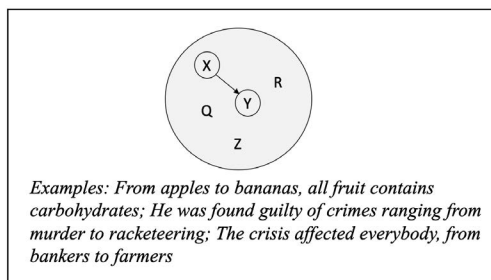 X
R
Q
Y
Z
Examples: From apples to bananas, all fruit contains
carbohydrates; He was found guilty of crimes ranging from
murder to racketeering; The crisis affected everybody, from
bankers to farmers